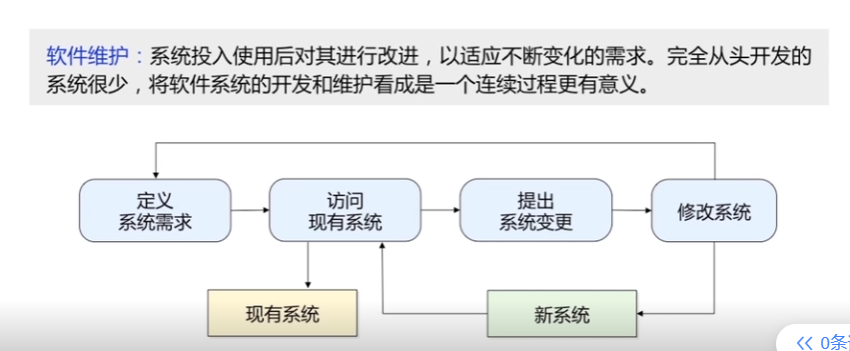 软件维护：系统投入使用后对其进行改进，以适应不断变化的需求。完全从头开发的
系统很少，将软件系统的开发和维护看成是一个连续过程更有意义。
定义
系统需求
访问
现有系统
提出
系统变更
修改系统
现有系统
新系统
0条